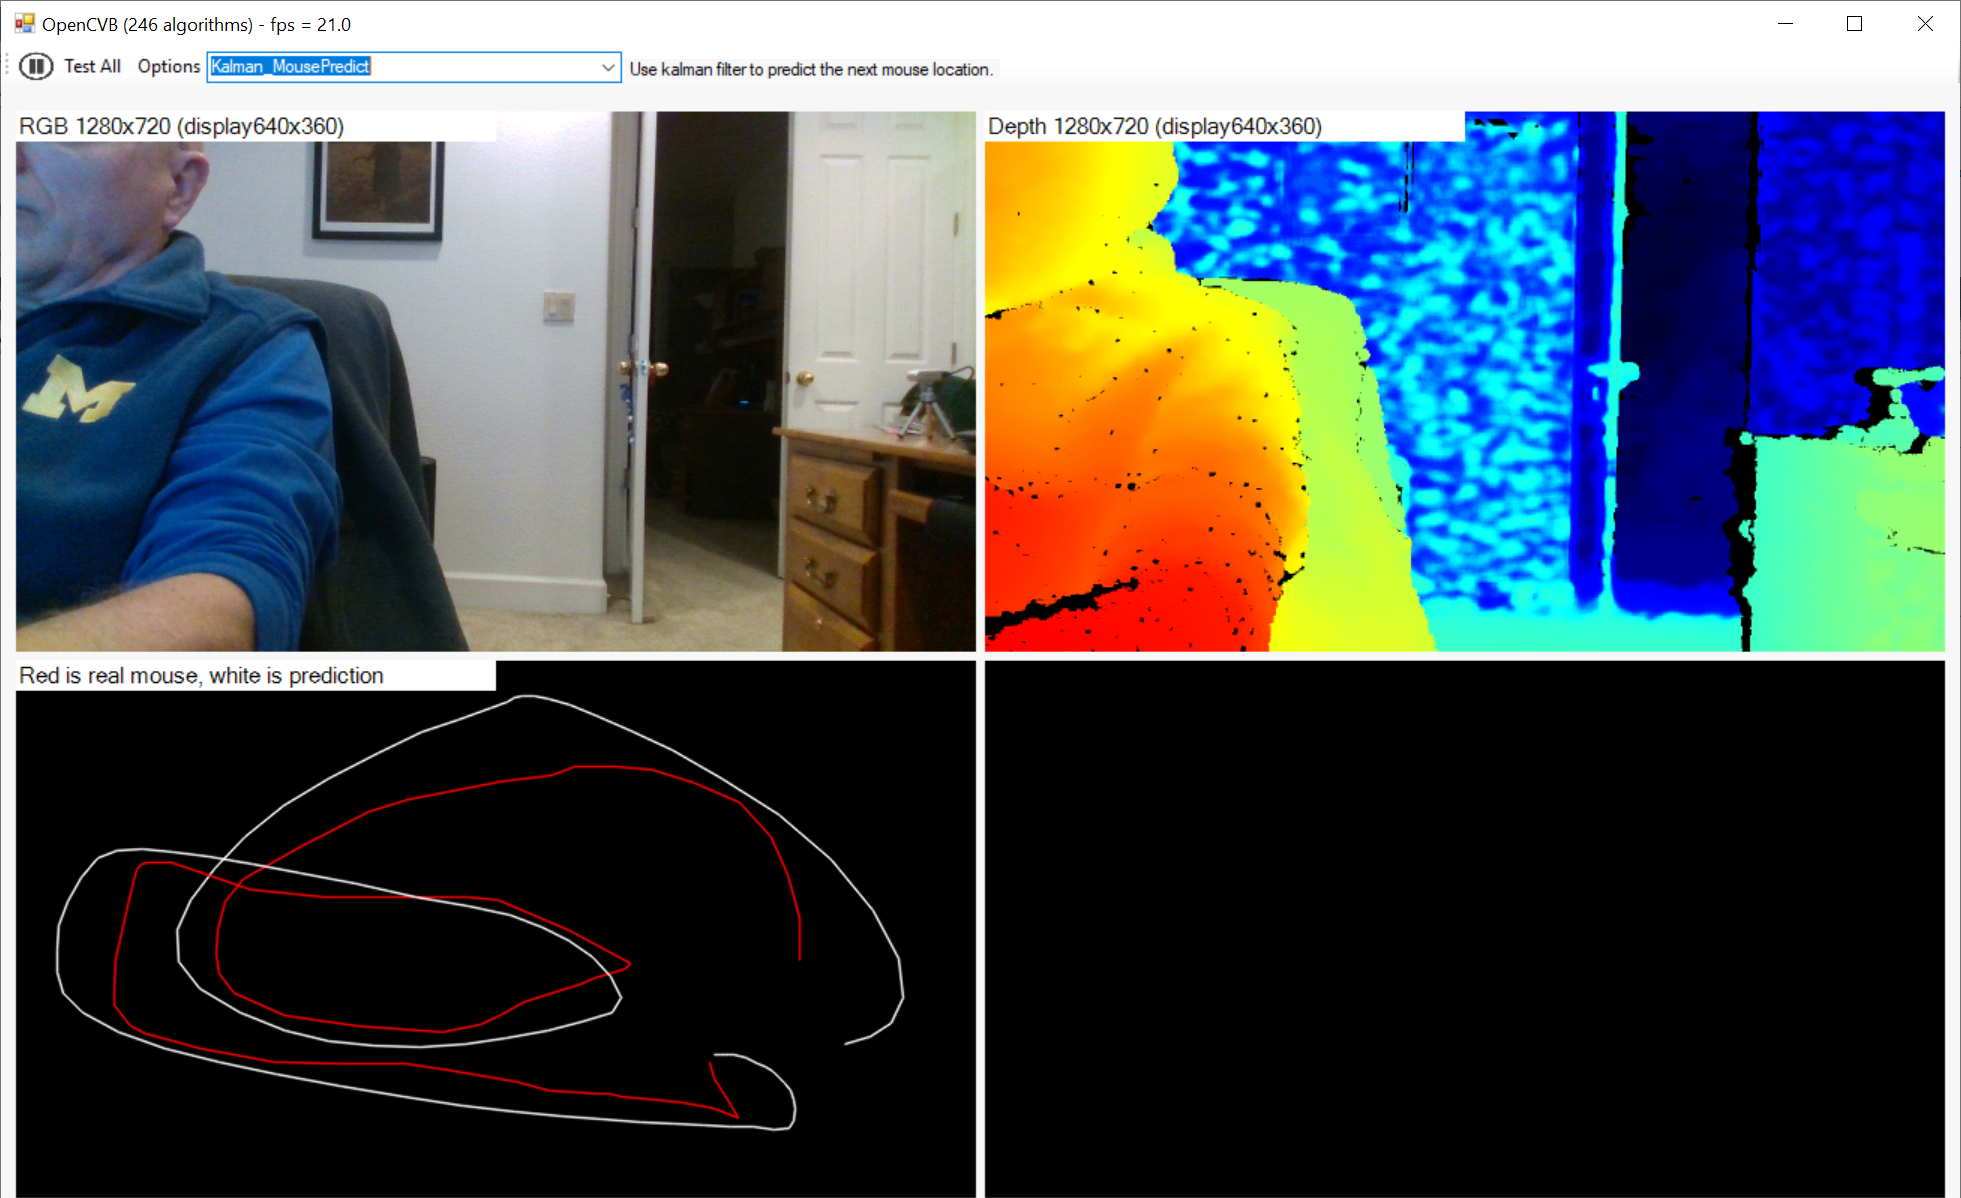 OpenCVB (246 algorithms) - fps = 21.0
Test All Options Kalman_MousePredict Use kalman filter to predict the next mouse location.
RGB 1280x720 (display640x360)
Depth 1280x720 (display640x360)
M
Red is real mouse, white is prediction